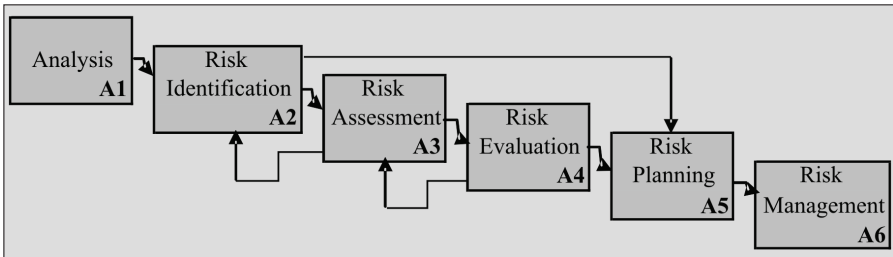 Analysis
A1
Risk
Identification
A2
Risk
Assessment
A3
Risk
Evaluation
A4
Risk
Planning
A5
Risk
Management
A6